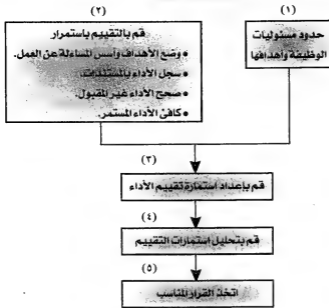 (١)
حدود مسئوليات
الوظيفة وأهدافها
(٢)
قم بالتقييم باستمرار
• وضع الأهداف وأسس المساءلة عن العمل.
• سجل الأداء بالمستندات.
• صحح الأداء غير المقبول.
• كافئ الأداء المستمر.
(٣)
قم بإعداد استمارة تقييم الأداء
(٤)
قم بتحليل استمارات التقييم
(٥)
اتخذ القرار المناسب